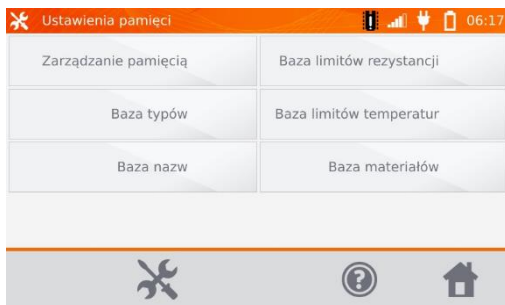 Ustawienia pamięci 06:17
Zarządzanie pamięcią Baza limitów rezystancji
Baza typów Baza limitów temperatur
Baza nazw Baza materiałów
?